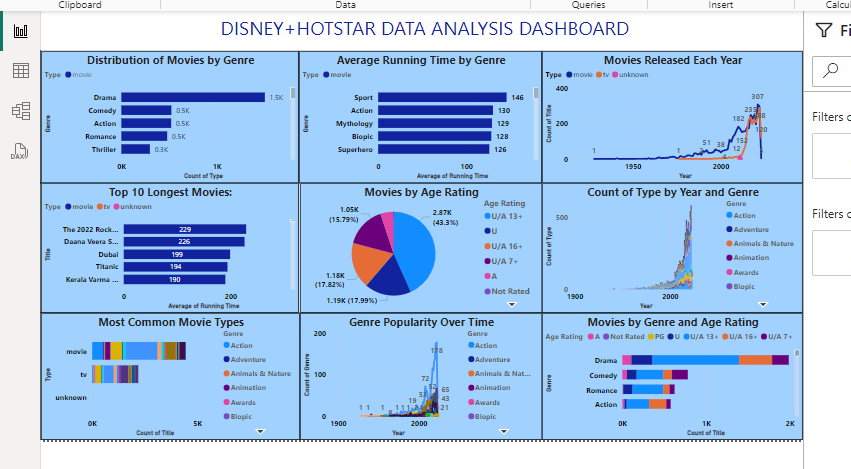 Clipboard Data Queries Insert Calcul
DISNEY+HOTSTAR DATA ANALYSIS DASHBOARD
Distribution of Movies by Genre
Type movie
Genre
Drama 1.5K
Comedy 0.5K
Action 0.5K
Romance 0.5K
Thriller 0.3K
0K 1K
Count of Type
Average Running Time by Genre
Type movie
Genre
Sport 146
Action 130
Mythology 129
Biopic 128
Superhero 126
0 100
Average of Running Time
Movies Released Each Year
Type movie tv unknown
Count of Title
400
200
0
307
235
182
152
120
51 38
12
4
1 1
1950 2000
Year
Top 10 Longest Movies:
Type movie tv unknown
Title
The 2022 Rock... 229
Daana Veera S... 226
Dubai 199
Titanic 194
Kerala Varma ... 190
0 200
Average of Running Time
Movies by Age Rating
1.05K
(15.79%)
2.87K
(43.3%)
1.18K
(17.82%)
1.19K (17.99%)
Age Rating
U/A 13+
U
U/A 16+
U/A 7+
A
Not Rated
Count of Type by Year and Genre
Count of Type
500
0
1900 2000
Year
Genre
Action
Adventure
Animals & Nature
Animation
Awards
Biopic
Most Common Movie Types
Type
movie
tv
unknown
0K 5K
Count of Title
Genre
Action
Adventure
Animals & Nature
Animation
Awards
Biopic
Genre Popularity Over Time
Count of Genre
200
100
0
178
72
65
43
21
19
1 1 1
1900 2000
Year
Genre
Action
Adventure
Animals & Nat...
Animation
Awards
Biopic
Movies by Genre and Age Rating
Age Rating A Not Rated PG U U/A 13+ U/A 16+ U/A 7+
Genre
Drama
Comedy
Romance
Action
0K 1K 2K
Count of Title
Fi
Filters o
Filters o
DAX